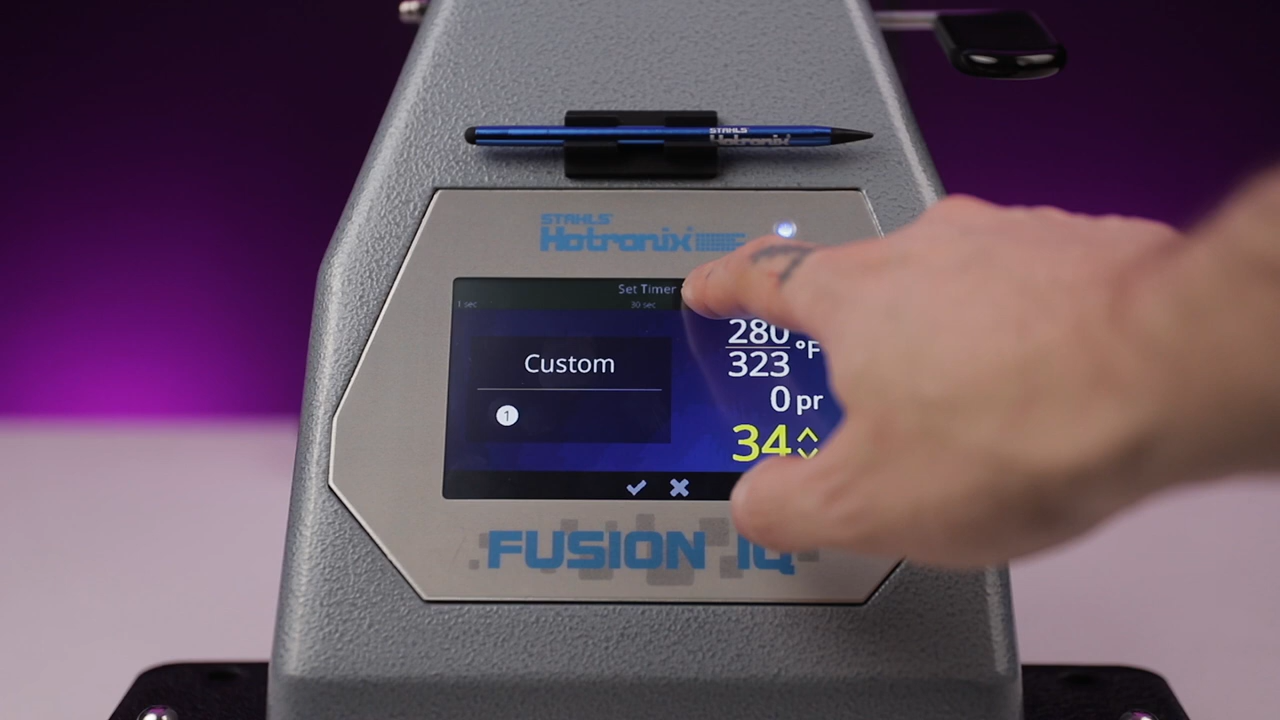 STAHLS'
Hotronix
STAHLS'
Hotronix
Set Timer
1 sec
30 sec
280
323 °F
Custom
0 pr
1
34
FUSION IQ